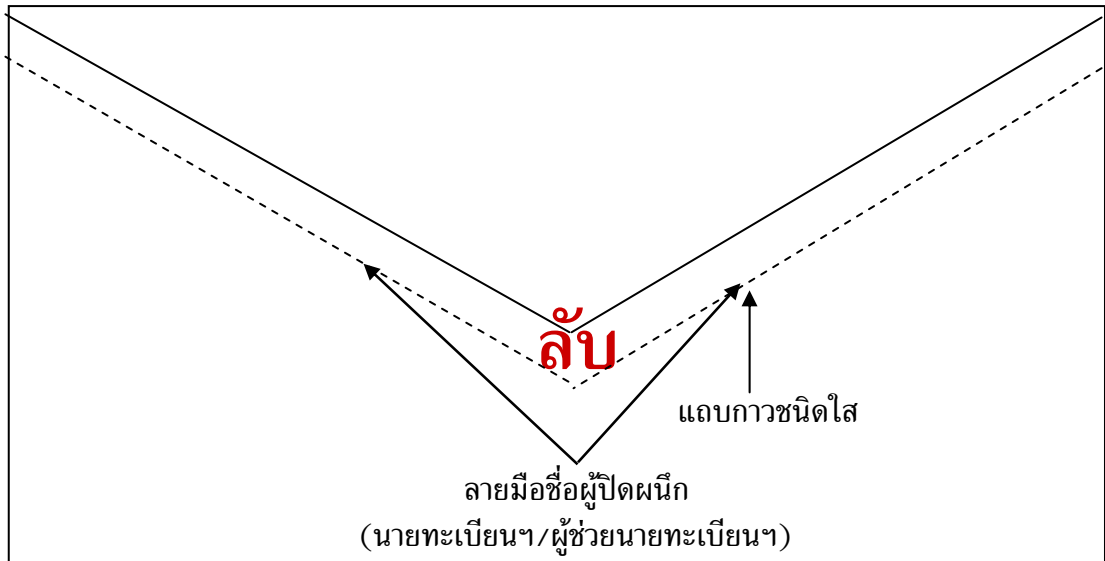 ลับ
แถบกาวชนิดใส
ลายมือชื่อผู้ปิดผนึก
(นายทะเบียนฯ/ผู้ช่วยนายทะเบียนฯ)